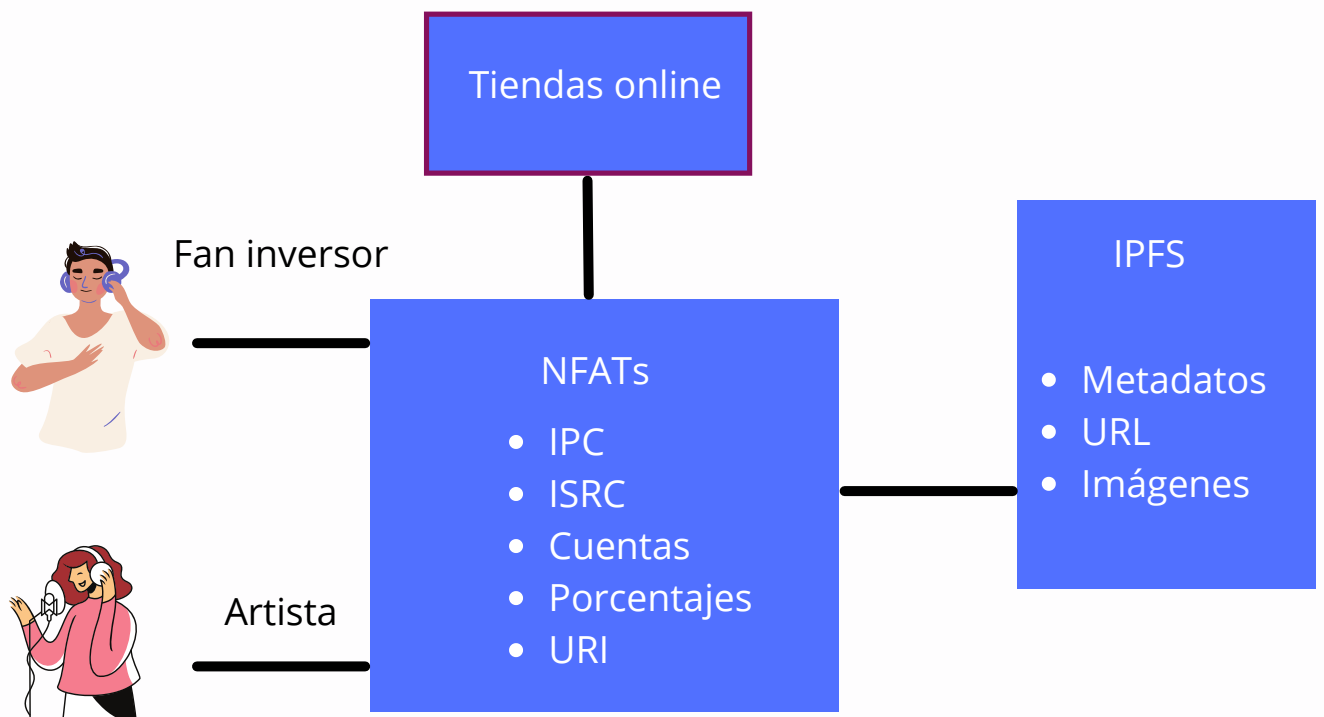 Tiendas online
Fan inversor
IPFS
NFATs
• Metadatos
• URL
• Imágenes
• IPC
• ISRC
• Cuentas
• Porcentajes
• URI
Artista